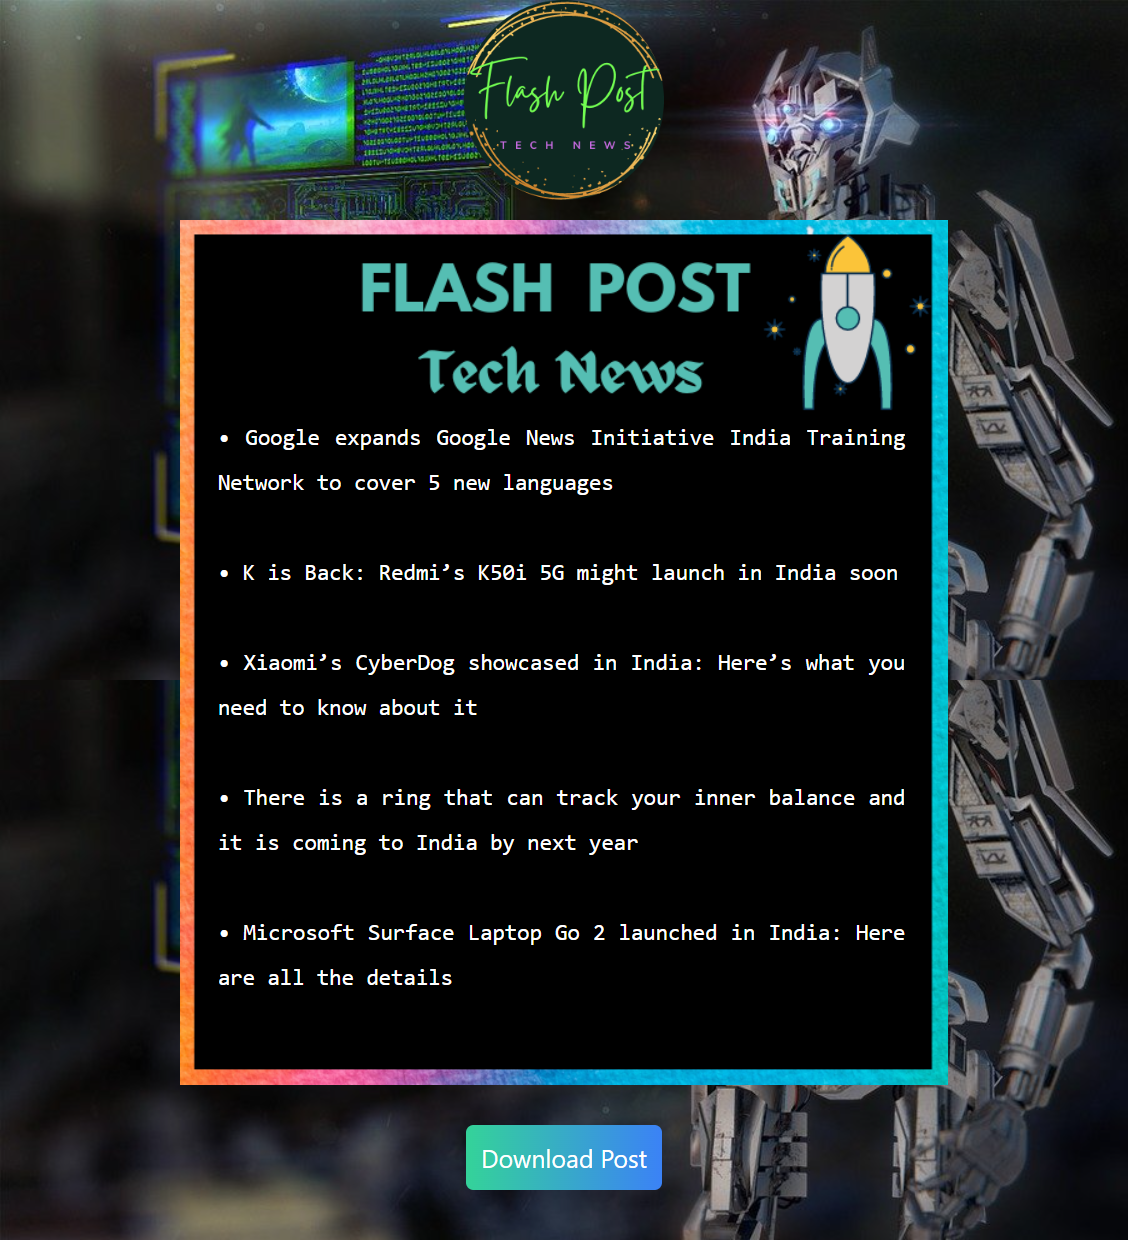 Flash Post
TECH NEWS
FLASH POST
Tech News
• Google expands Google News Initiative India Training
Network to cover 5 new languages
• K is Back: Redmi’s K50i 5G might launch in India soon
• Xiaomi’s CyberDog showcased in India: Here’s what you
need to know about it
• There is a ring that can track your inner balance and
it is coming to India by next year
• Microsoft Surface Laptop Go 2 launched in India: Here
are all the details
Download Post